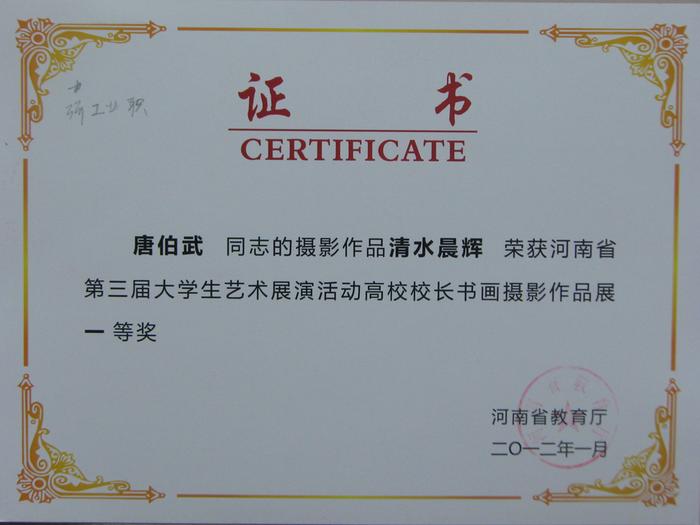 证 书
CERTIFICATE
工业职
唐伯武 同志的摄影作品清水晨辉 荣获河南省
第三届大学生艺术展演活动高校校长书画摄影作品展
一等奖
河南省教育厅
二〇一二年一月